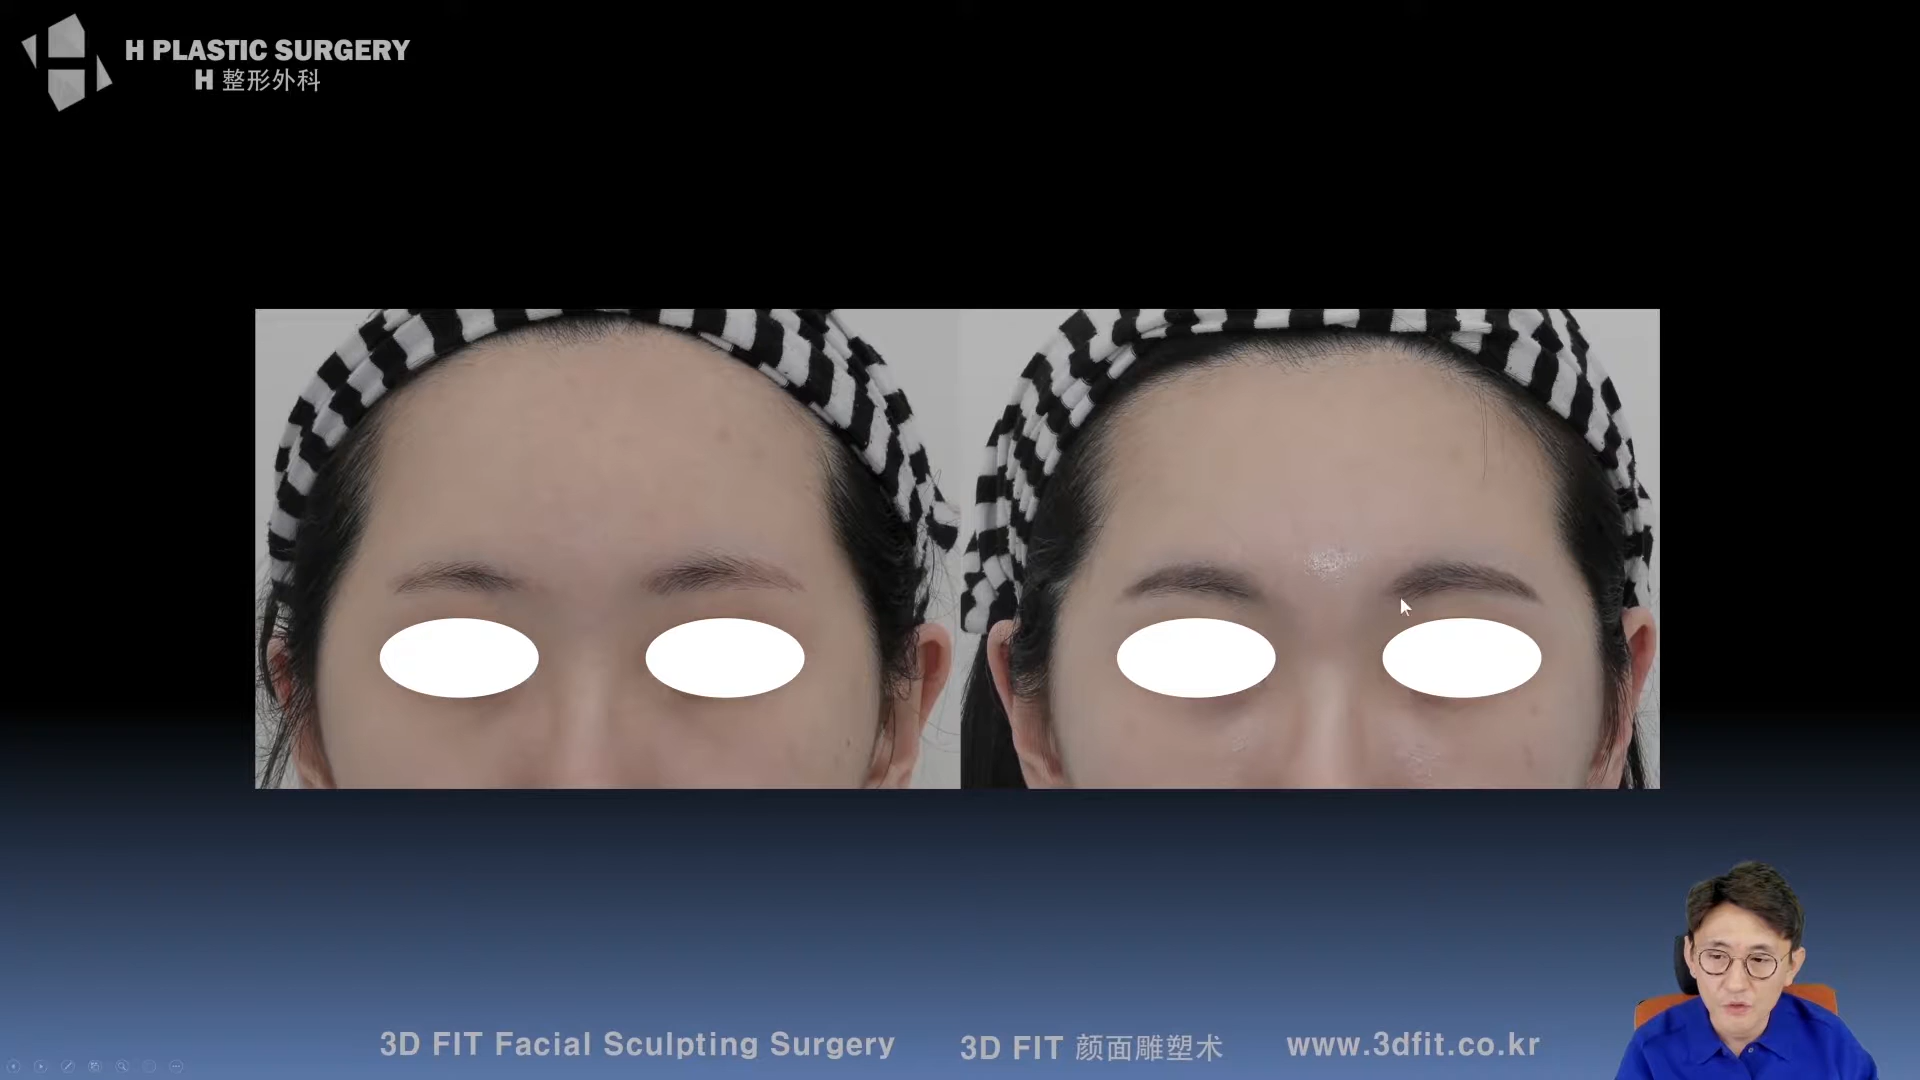 H PLASTIC SURGERY
H 整形外科
3D FIT Facial Sculpting Surgery 3D FIT 颜面雕塑术 www.3dfit.co.kr